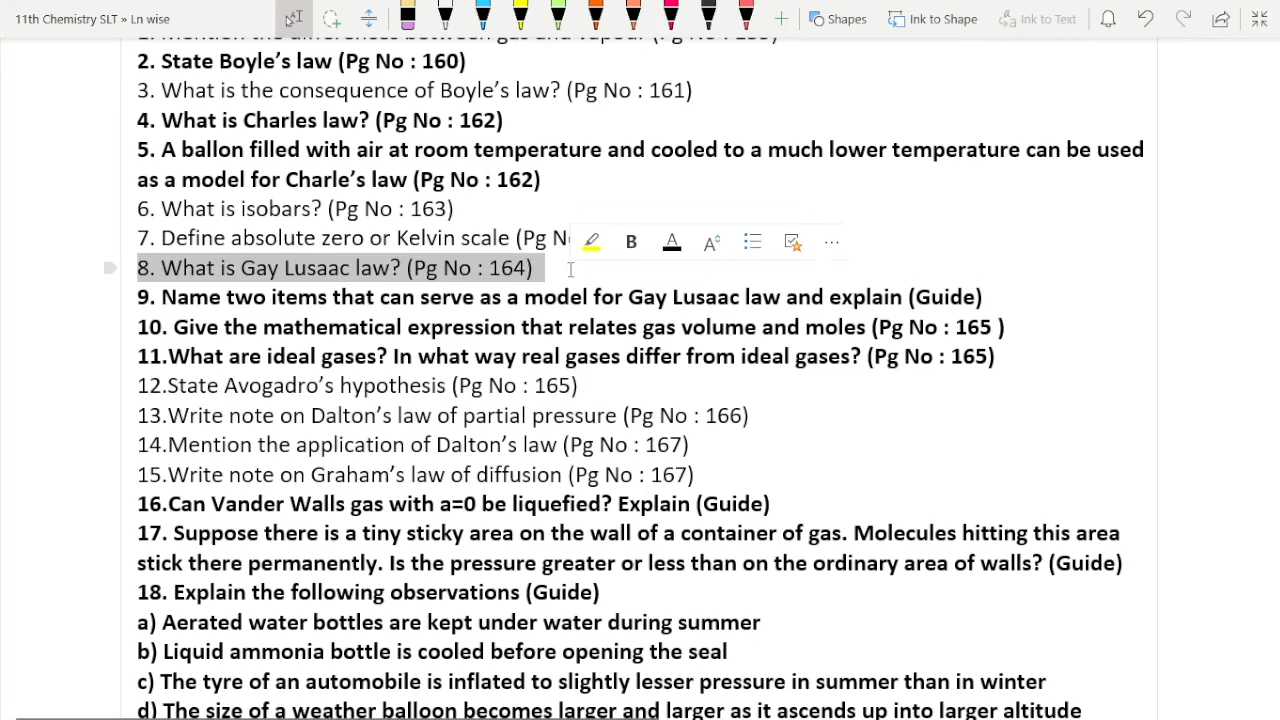 11th Chemistry SLT » Ln wise
Shapes
Ink to Shape
Ink to Text
2. State Boyle’s law (Pg No : 160)
3. What is the consequence of Boyle’s law? (Pg No : 161)
4. What is Charles law? (Pg No : 162)
5. A ballon filled with air at room temperature and cooled to a much lower temperature can be used
as a model for Charle’s law (Pg No : 162)
6. What is isobars? (Pg No : 163)
7. Define absolute zero or Kelvin scale (Pg
B A A ...
8. What is Gay Lusaac law? (Pg No : 164)
9. Name two items that can serve as a model for Gay Lusaac law and explain (Guide)
10. Give the mathematical expression that relates gas volume and moles (Pg No : 165 )
11.What are ideal gases? In what way real gases differ from ideal gases? (Pg No : 165)
12.State Avogadro’s hypothesis (Pg No : 165)
13.Write note on Dalton’s law of partial pressure (Pg No : 166)
14.Mention the application of Dalton’s law (Pg No : 167)
15.Write note on Graham’s law of diffusion (Pg No : 167)
16.Can Vander Walls gas with a=0 be liquefied? Explain (Guide)
17. Suppose there is a tiny sticky area on the wall of a container of gas. Molecules hitting this area
stick there permanently. Is the pressure greater or less than on the ordinary area of walls? (Guide)
18. Explain the following observations (Guide)
a) Aerated water bottles are kept under water during summer
b) Liquid ammonia bottle is cooled before opening the seal
c) The tyre of an automobile is inflated to slightly lesser pressure in summer than in winter
d) The size of a weather balloon becomes larger and larger as it ascends up into larger altitude